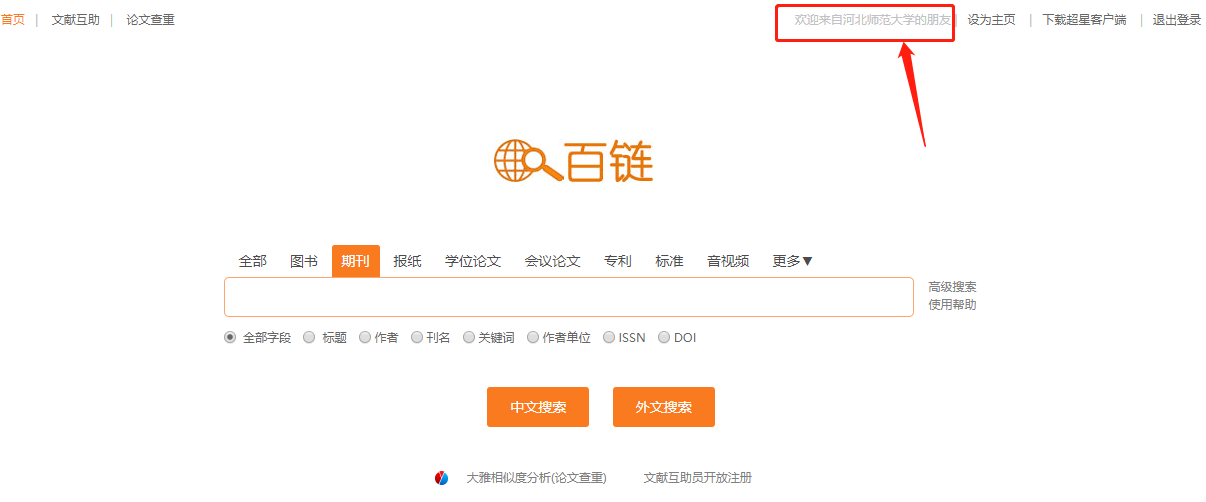 首页 | 文献互助 | 论文查重 欢迎来自河北师范大学的朋友 | 设为主页 | 下载超星客户端 | 退出登录
百链
全部 图书 期刊 报纸 学位论文 会议论文 专利 标准 音视频 更多▼
高级搜索
使用帮助
全部字段 标题 作者 刊名 关键词 作者单位 ISSN DOI
中文搜索 外文搜索
大雅相似度分析(论文查重) 文献互助员开放注册